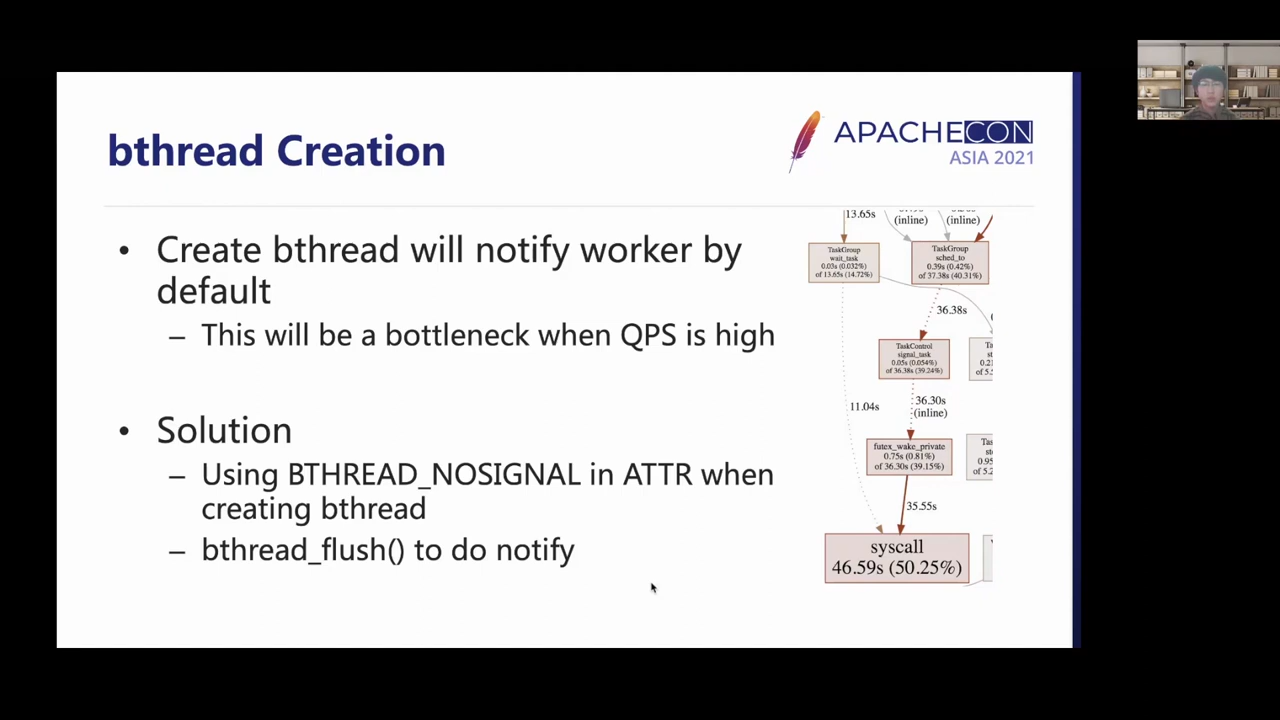 bthread Creation
APACHECON
ASIA 2021
• Create bthread will notify worker by
default
– This will be a bottleneck when QPS is high
• Solution
– Using BTHREAD_NOSIGNAL in ATTR when
creating bthread
– bthread_flush() to do notify
13.65s
(inline)
(inline)
TaskGroup
wait_task
0.03s (0.032%)
of 13.65s (14.72%)
TaskGroup
sched_to
0.39s (0.42%)
of 37.38s (40.31%)
36.38s
TaskControl
signal_task
0.05s (0.054%)
of 36.38s (39.24%)
11.04s
36.30s
(inline)
futex_wake_private
0.75s (0.81%)
of 36.30s (39.15%)
35.55s
syscall
46.59s (50.25%)